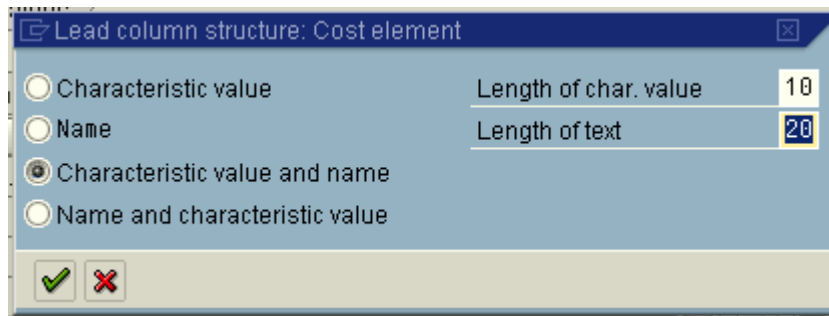 Lead column structure: Cost element
Characteristic value Length of char. value 10
Name Length of text 20
Characteristic value and name
Name and characteristic value